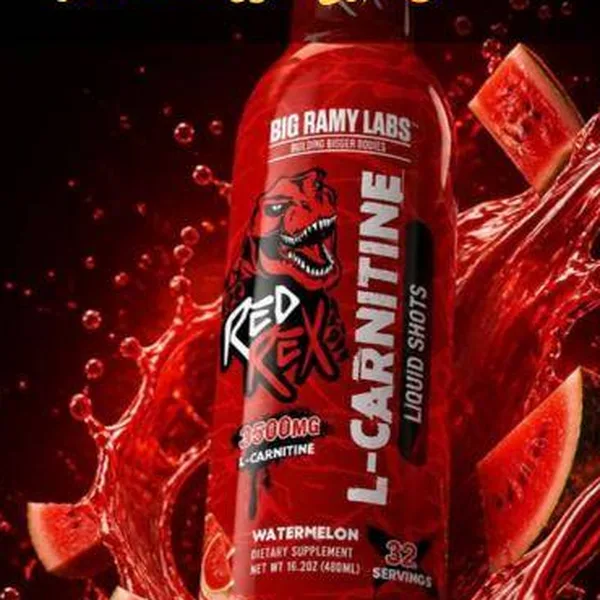 BIG RAMY LABS
BUILDING BIGGER BODIES
RED
REX
L-CARNITINE
LIQUID SHOTS
3500MG
L-CARNITINE
WATERMELON
DIETARY SUPPLEMENT
NET WT 16.2OZ (480ML)
32
SERVINGS